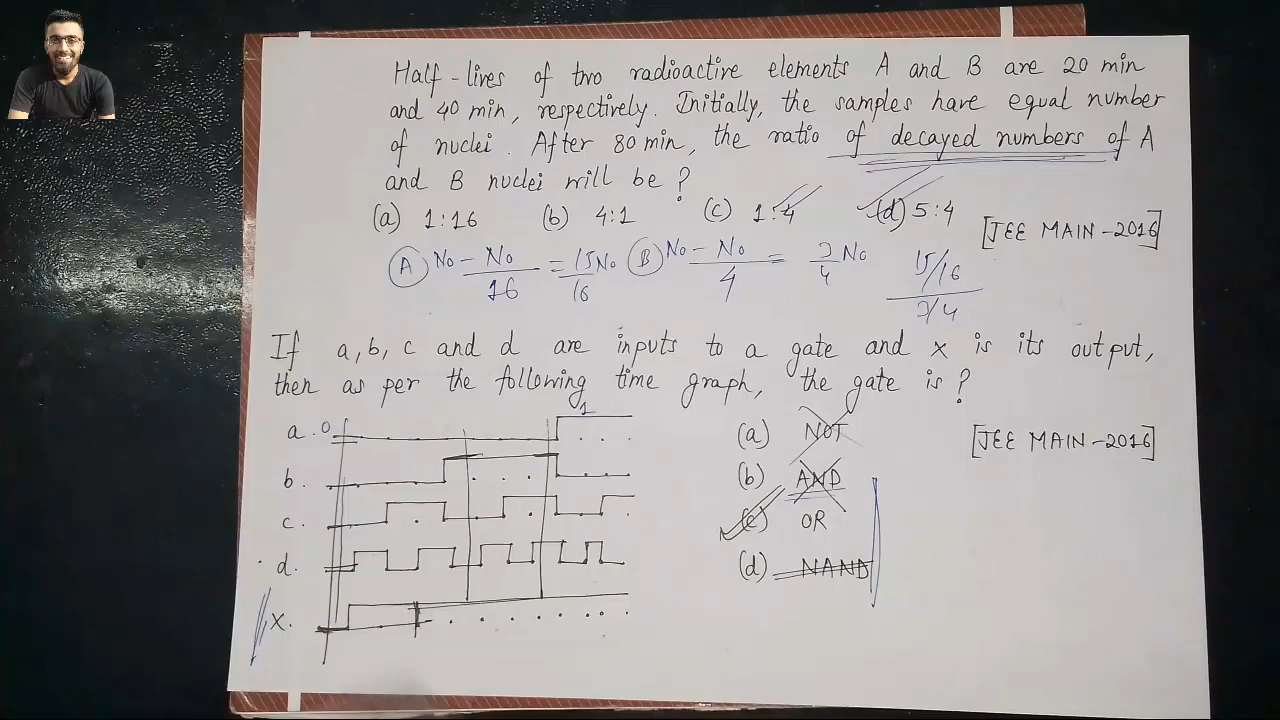 Half-lives of two radioactive elements A and B are 20 min
and 40 min, respectively. Initially, the samples have equal number
of nuclei. After 80 min, the ratio of decayed numbers of A
and B nuclei will be?
(a) 1:16 (b) 4:1 (c) 1:4 (d) 5:4
[JEE MAIN-2016]
(A) No - No/16 = 15/16 No (B) No - No/4 = 3/4 No
15/16
3/4
If a, b, c and d are inputs to a gate and x is its output,
then as per the following time graph, the gate is?
a. 0 1
b.
c.
d.
x.
(a) NOT
(b) AND
(c) OR
(d) NAND
[JEE MAIN-2016]